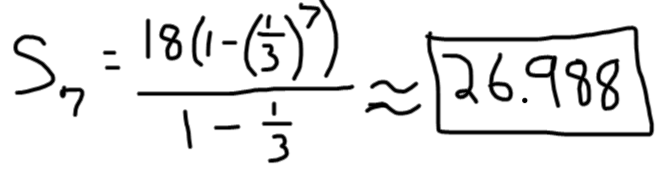 S₇ = 18(1-(1/3)⁷) / 1 - 1/3 ≈ 26.988